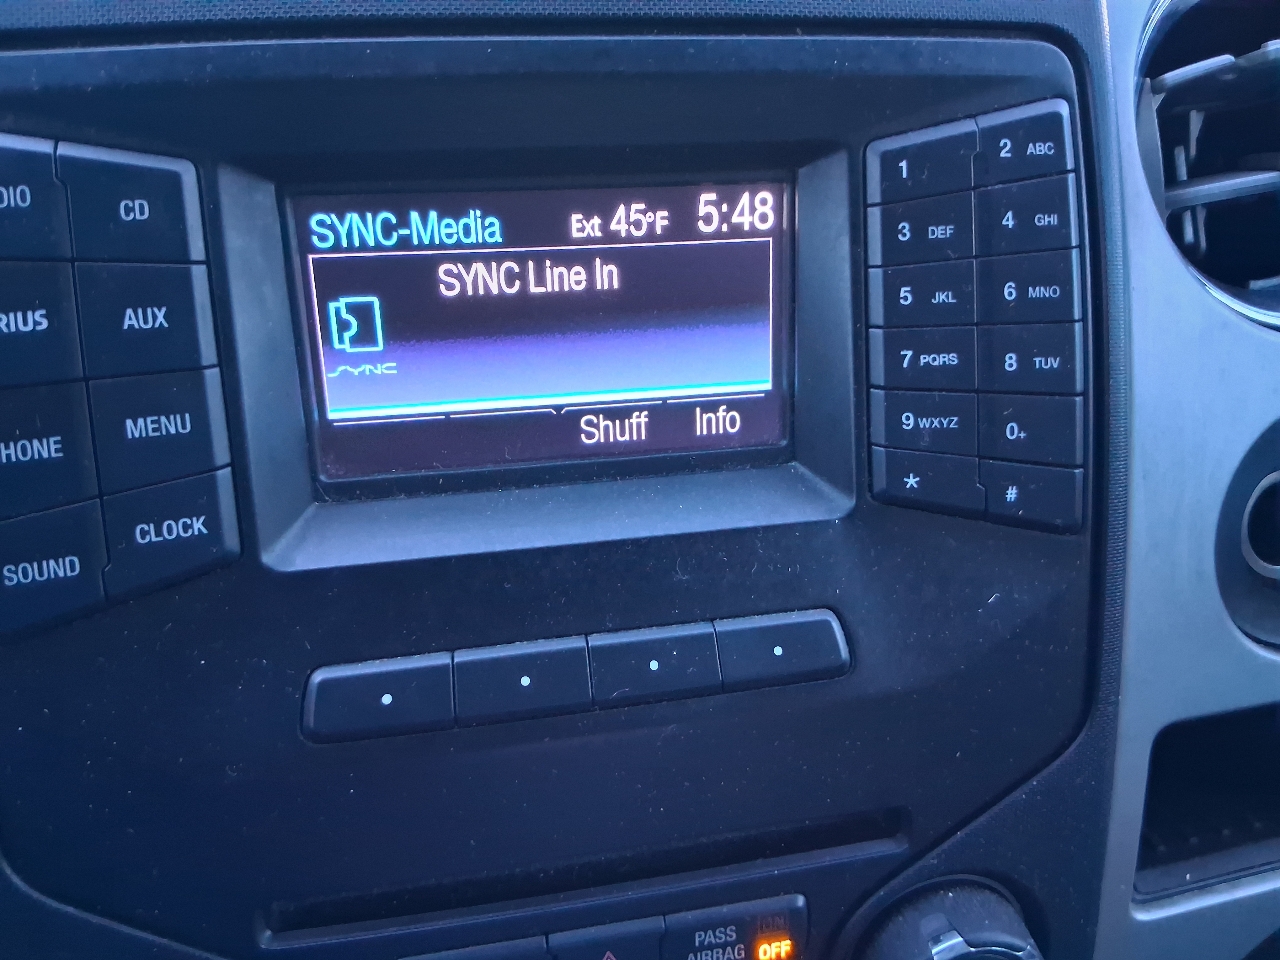 DIO
CD
RIUS
AUX
HONE
MENU
SOUND
CLOCK
SYNC-Media Ext 45°F 5:48
SYNC Line In
SYNC
Shuff Info
1
2 ABC
3 DEF
4 GHI
5 JKL
6 MNO
7 PQRS
8 TUV
9 WXYZ
0+
*
#
PASS
AIRBAG
ON
OFF